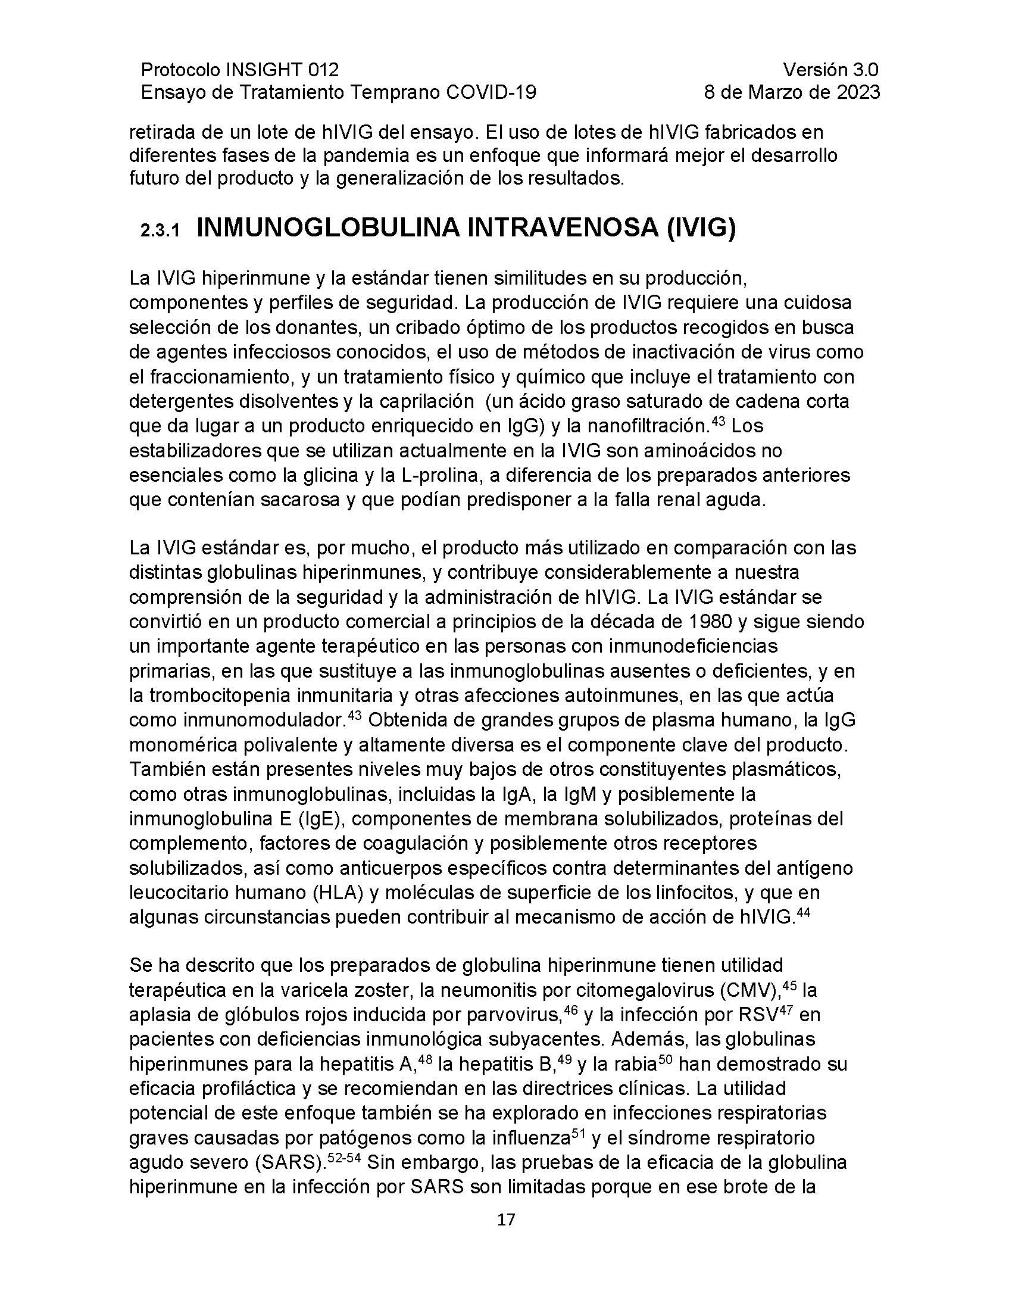 Protocolo INSIGHT 012 Versión 3.0
Ensayo de Tratamiento Temprano COVID-19 8 de Marzo de 2023
retirada de un lote de hIVIG del ensayo. El uso de lotes de hIVIG fabricados en
diferentes fases de la pandemia es un enfoque que informará mejor el desarrollo
futuro del producto y la generalización de los resultados.
2.3.1 INMUNOGLOBULINA INTRAVENOSA (IVIG)
La IVIG hiperinmune y la estándar tienen similitudes en su producción,
componentes y perfiles de seguridad. La producción de IVIG requiere una cuidosa
selección de los donantes, un cribado óptimo de los productos recogidos en busca
de agentes infecciosos conocidos, el uso de métodos de inactivación de virus como
el fraccionamiento, y un tratamiento físico y químico que incluye el tratamiento con
detergentes disolventes y la caprilación (un ácido graso saturado de cadena corta
que da lugar a un producto enriquecido en IgG) y la nanofiltración.43 Los
estabilizadores que se utilizan actualmente en la IVIG son aminoácidos no
esenciales como la glicina y la L-prolina, a diferencia de los preparados anteriores
que contenían sacarosa y que podían predisponer a la falla renal aguda.
La IVIG estándar es, por mucho, el producto más utilizado en comparación con las
distintas globulinas hiperinmunes, y contribuye considerablemente a nuestra
comprensión de la seguridad y la administración de hIVIG. La IVIG estándar se
convirtió en un producto comercial a principios de la década de 1980 y sigue siendo
un importante agente terapéutico en las personas con inmunodeficiencias
primarias, en las que sustituye a las inmunoglobulinas ausentes o deficientes, y en
la trombocitopenia inmunitaria y otras afecciones autoinmunes, en las que actúa
como inmunomodulador.43 Obtenida de grandes grupos de plasma humano, la IgG
monomérica polivalente y altamente diversa es el componente clave del producto.
También están presentes niveles muy bajos de otros constituyentes plasmáticos,
como otras inmunoglobulinas, incluidas la IgA, la IgM y posiblemente la
inmunoglobulina E (IgE), componentes de membrana solubilizados, proteínas del
complemento, factores de coagulación y posiblemente otros receptores
solubilizados, así como anticuerpos específicos contra determinantes del antígeno
leucocitario humano (HLA) y moléculas de superficie de los linfocitos, y que en
algunas circunstancias pueden contribuir al mecanismo de acción de hIVIG.44
Se ha descrito que los preparados de globulina hiperinmune tienen utilidad
terapéutica en la varicela zoster, la neumonitis por citomegalovirus (CMV),45 la
aplasia de glóbulos rojos inducida por parvovirus,46 y la infección por RSV47 en
pacientes con deficiencias inmunológica subyacentes. Además, las globulinas
hiperinmunes para la hepatitis A,48 la hepatitis B,49 y la rabia50 han demostrado su
eficacia profiláctica y se recomiendan en las directrices clínicas. La utilidad
potencial de este enfoque también se ha explorado en infecciones respiratorias
graves causadas por patógenos como la influenza51 y el síndrome respiratorio
agudo severo (SARS).52-54 Sin embargo, las pruebas de la eficacia de la globulina
hiperinmune en la infección por SARS son limitadas porque en ese brote de la
17